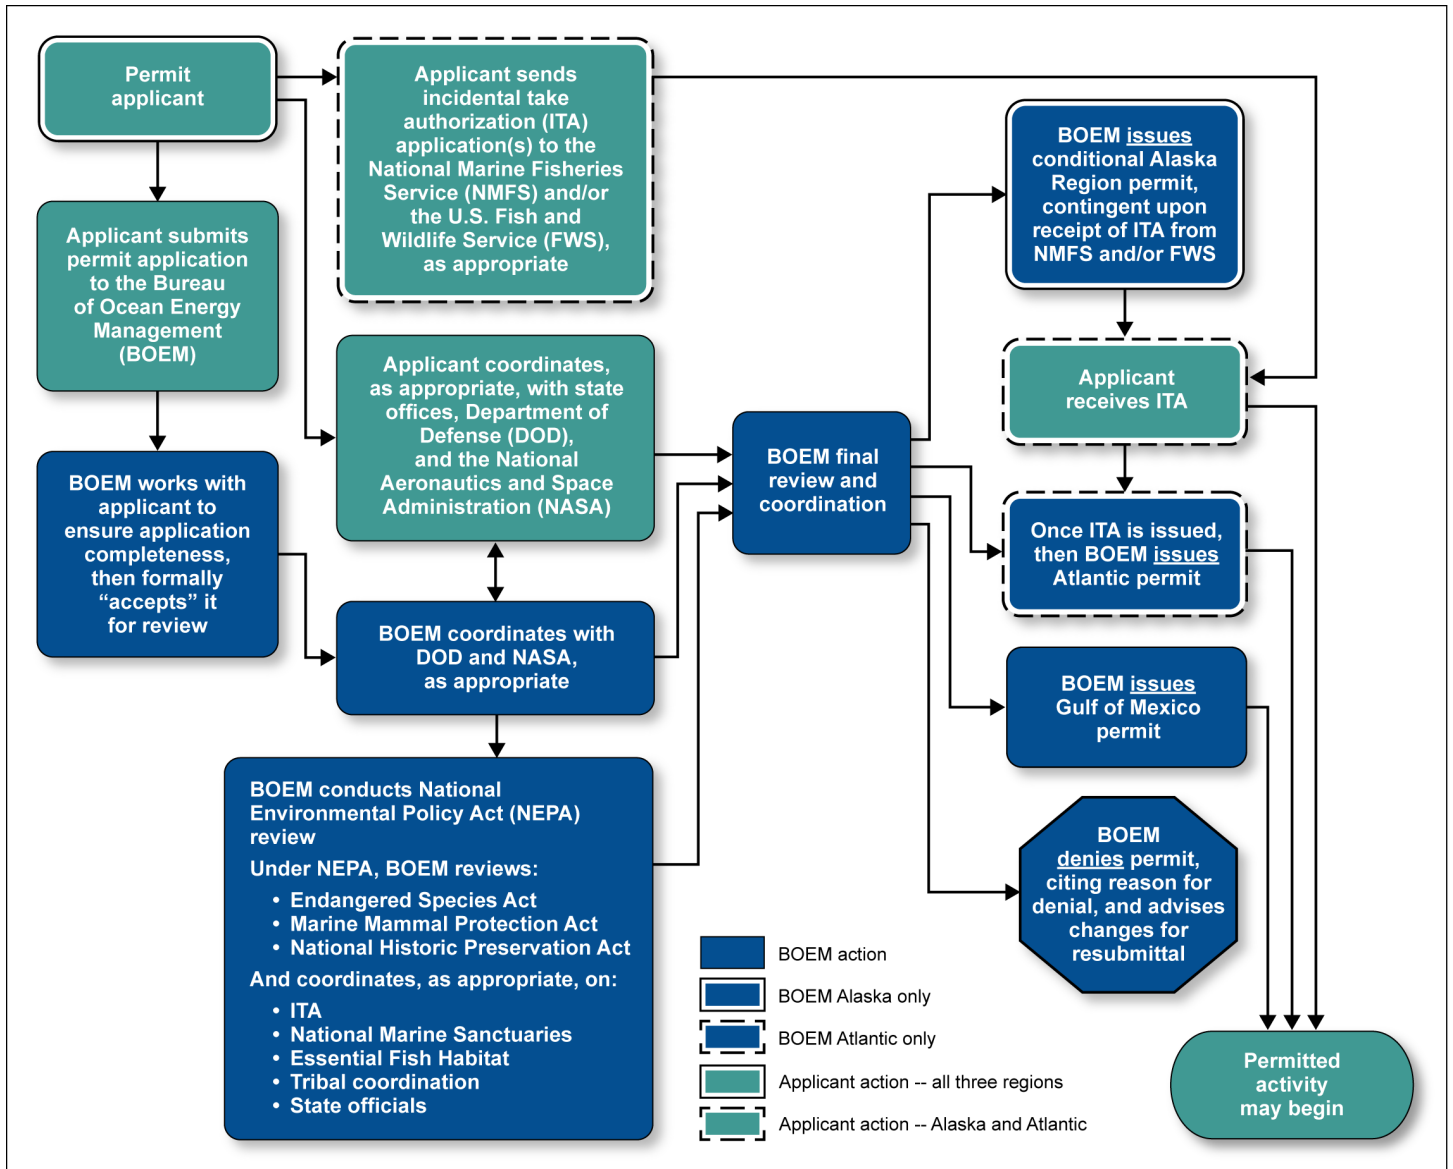 Permit
applicant
Applicant submits
permit application
to the Bureau
of Ocean Energy
Management
(BOEM)
BOEM works with
applicant to
ensure application
completeness,
then formally
“accepts” it
for review
Applicant sends
incidental take
authorization (ITA)
application(s) to the
National Marine Fisheries
Service (NMFS) and/or
the U.S. Fish and
Wildlife Service (FWS),
as appropriate
Applicant coordinates,
as appropriate, with state
offices, Department of
Defense (DOD),
and the National
Aeronautics and Space
Administration (NASA)
BOEM coordinates with
DOD and NASA,
as appropriate
BOEM conducts National
Environmental Policy Act (NEPA)
review
Under NEPA, BOEM reviews:
• Endangered Species Act
• Marine Mammal Protection Act
• National Historic Preservation Act
And coordinates, as appropriate, on:
• ITA
• National Marine Sanctuaries
• Essential Fish Habitat
• Tribal coordination
• State officials
BOEM final
review and
coordination
BOEM issues
conditional Alaska
Region permit,
contingent upon
receipt of ITA from
NMFS and/or FWS
Applicant
receives ITA
Once ITA is issued,
then BOEM issues
Atlantic permit
BOEM issues
Gulf of Mexico
permit
BOEM
denies permit,
citing reason for
denial, and advises
changes for
resubmittal
Permitted
activity
may begin
BOEM action
BOEM Alaska only
BOEM Atlantic only
Applicant action -- all three regions
Applicant action -- Alaska and Atlantic